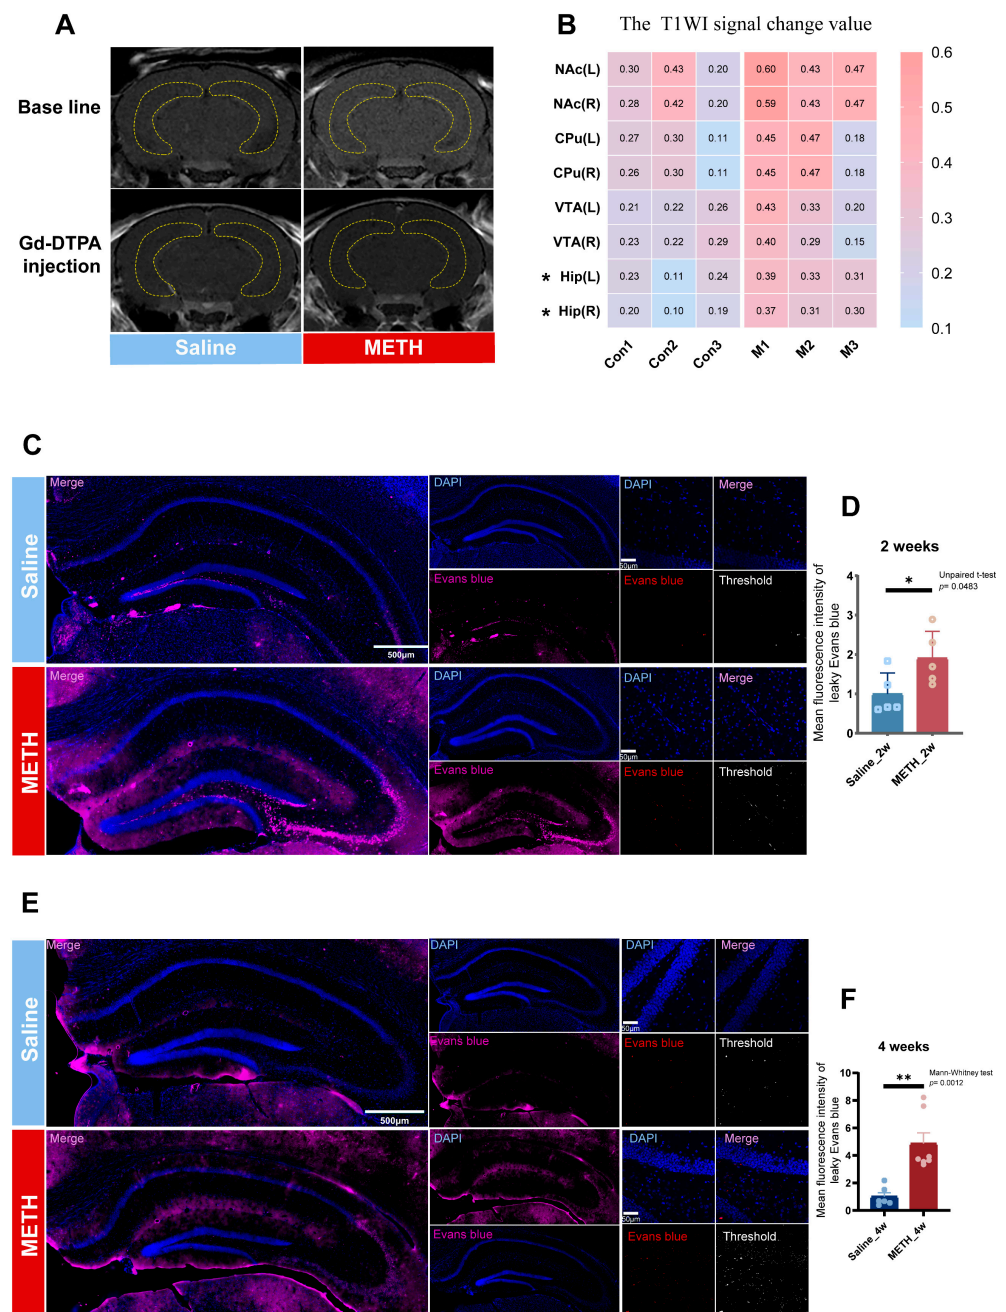 A
Base line
Gd-DTPA
injection
Saline
METH
B
The T1WI signal change value
NAc(L) 0.30 0.43 0.20 0.60 0.43 0.47
NAc(R) 0.28 0.42 0.20 0.59 0.43 0.47
CPu(L) 0.27 0.30 0.11 0.45 0.47 0.18
CPu(R) 0.26 0.30 0.11 0.45 0.47 0.18
VTA(L) 0.21 0.22 0.26 0.43 0.33 0.20
VTA(R) 0.23 0.22 0.29 0.40 0.29 0.15
* Hip(L) 0.23 0.11 0.24 0.39 0.33 0.31
* Hip(R) 0.20 0.10 0.19 0.37 0.31 0.30
Con1 Con2 Con3 M1 M2 M3
0.6
0.5
0.4
0.3
0.2
0.1
C
Saline
Merge
500μm
DAPI
Evans blue
DAPI
50μm
Merge
Evans blue
Threshold
METH
Merge
DAPI
Evans blue
DAPI
50μm
Merge
Evans blue
Threshold
D
2 weeks
Unpaired t-test
p= 0.0483
*
Mean fluorescence intensity of
leaky Evans blue
4
3
2
1
0
Saline_2w
METH_2w
E
Saline
Merge
500μm
DAPI
Evans blue
DAPI
50μm
Merge
Evans blue
Threshold
METH
Merge
DAPI
Evans blue
DAPI
50μm
Merge
Evans blue
Threshold
F
4 weeks
Mann-Whitney test
p= 0.0012
**
Mean fluorescence intensity of
leaky Evans blue
10
8
6
4
2
0
Saline_4w
METH_4w